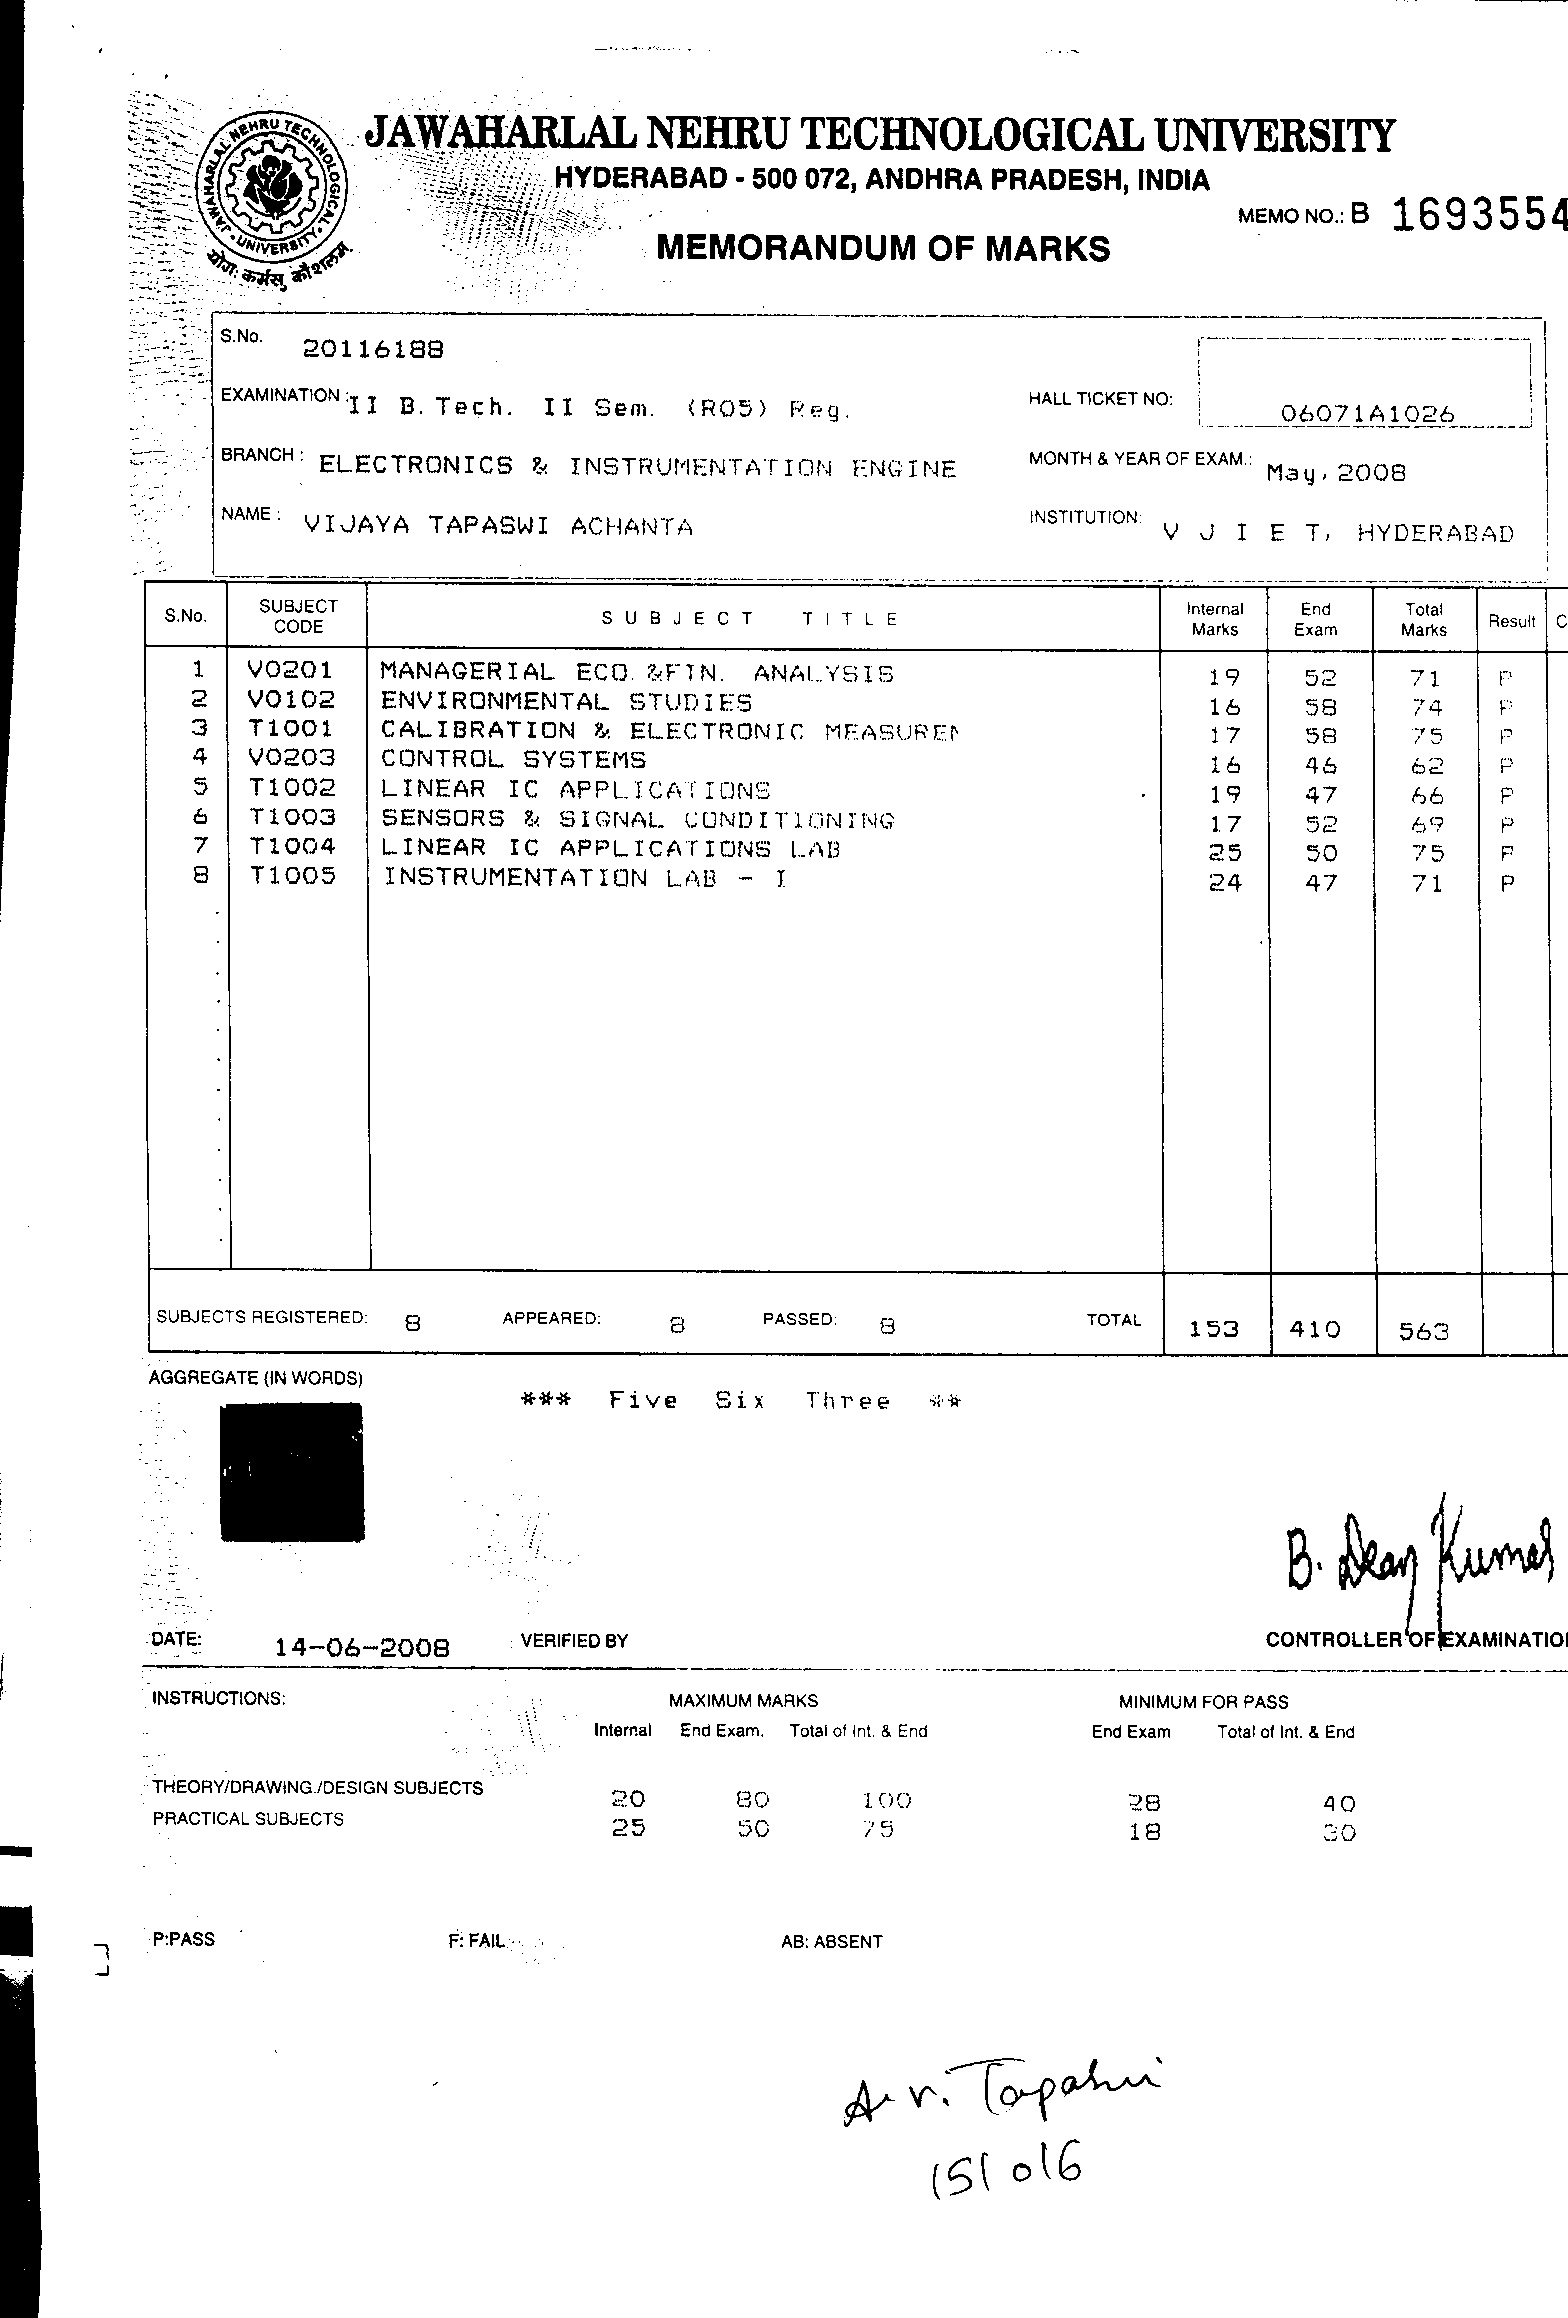 JAWAHARLAL NEHRU TECHNOLOGICAL
UNIVERSITY
योगः कर्मसु कौशलम्
JAWAHARLAL NEHRU TECHNOLOGICAL UNIVERSITY
HYDERABAD - 500 072, ANDHRA PRADESH, INDIA
MEMO NO.: B 1693554
MEMORANDUM OF MARKS
S.No. 20116188
EXAMINATION : II B.Tech. II Sem. (R05) Reg. HALL TICKET NO: 06071A1026
BRANCH : ELECTRONICS & INSTRUMENTATION ENGINE MONTH & YEAR OF EXAM.: May, 2008
NAME : VIJAYA TAPASWI ACHANTA INSTITUTION: V J I E T, HYDERABAD
S.No. SUBJECT CODE SUBJECT TITLE Internal Marks End Exam Total Marks Result C
1 V0201 MANAGERIAL ECO. &FIN. ANALYSIS 19 52 71 P
2 V0102 ENVIRONMENTAL STUDIES 16 58 74 P
3 T1001 CALIBRATION & ELECTRONIC MEASUREM 17 58 75 P
4 V0203 CONTROL SYSTEMS 16 46 62 P
5 T1002 LINEAR IC APPLICATIONS 19 47 66 P
6 T1003 SENSORS & SIGNAL CONDITIONING 17 52 69 P
7 T1004 LINEAR IC APPLICATIONS LAB 25 50 75 P
8 T1005 INSTRUMENTATION LAB - I 24 47 71 P
SUBJECTS REGISTERED: 8 APPEARED: 8 PASSED: 8 TOTAL 153 410 563
AGGREGATE (IN WORDS)
*** Five Six Three **
B. Kumar
DATE: 14-06-2008 VERIFIED BY CONTROLLER OF EXAMINATIO
INSTRUCTIONS: MAXIMUM MARKS MINIMUM FOR PASS
Internal End Exam. Total of Int. & End End Exam Total of Int. & End
THEORY/DRAWING./DESIGN SUBJECTS 20 80 100 28 40
PRACTICAL SUBJECTS 25 50 75 18 30
P:PASS F: FAIL AB: ABSENT
A.V. Tapaswi